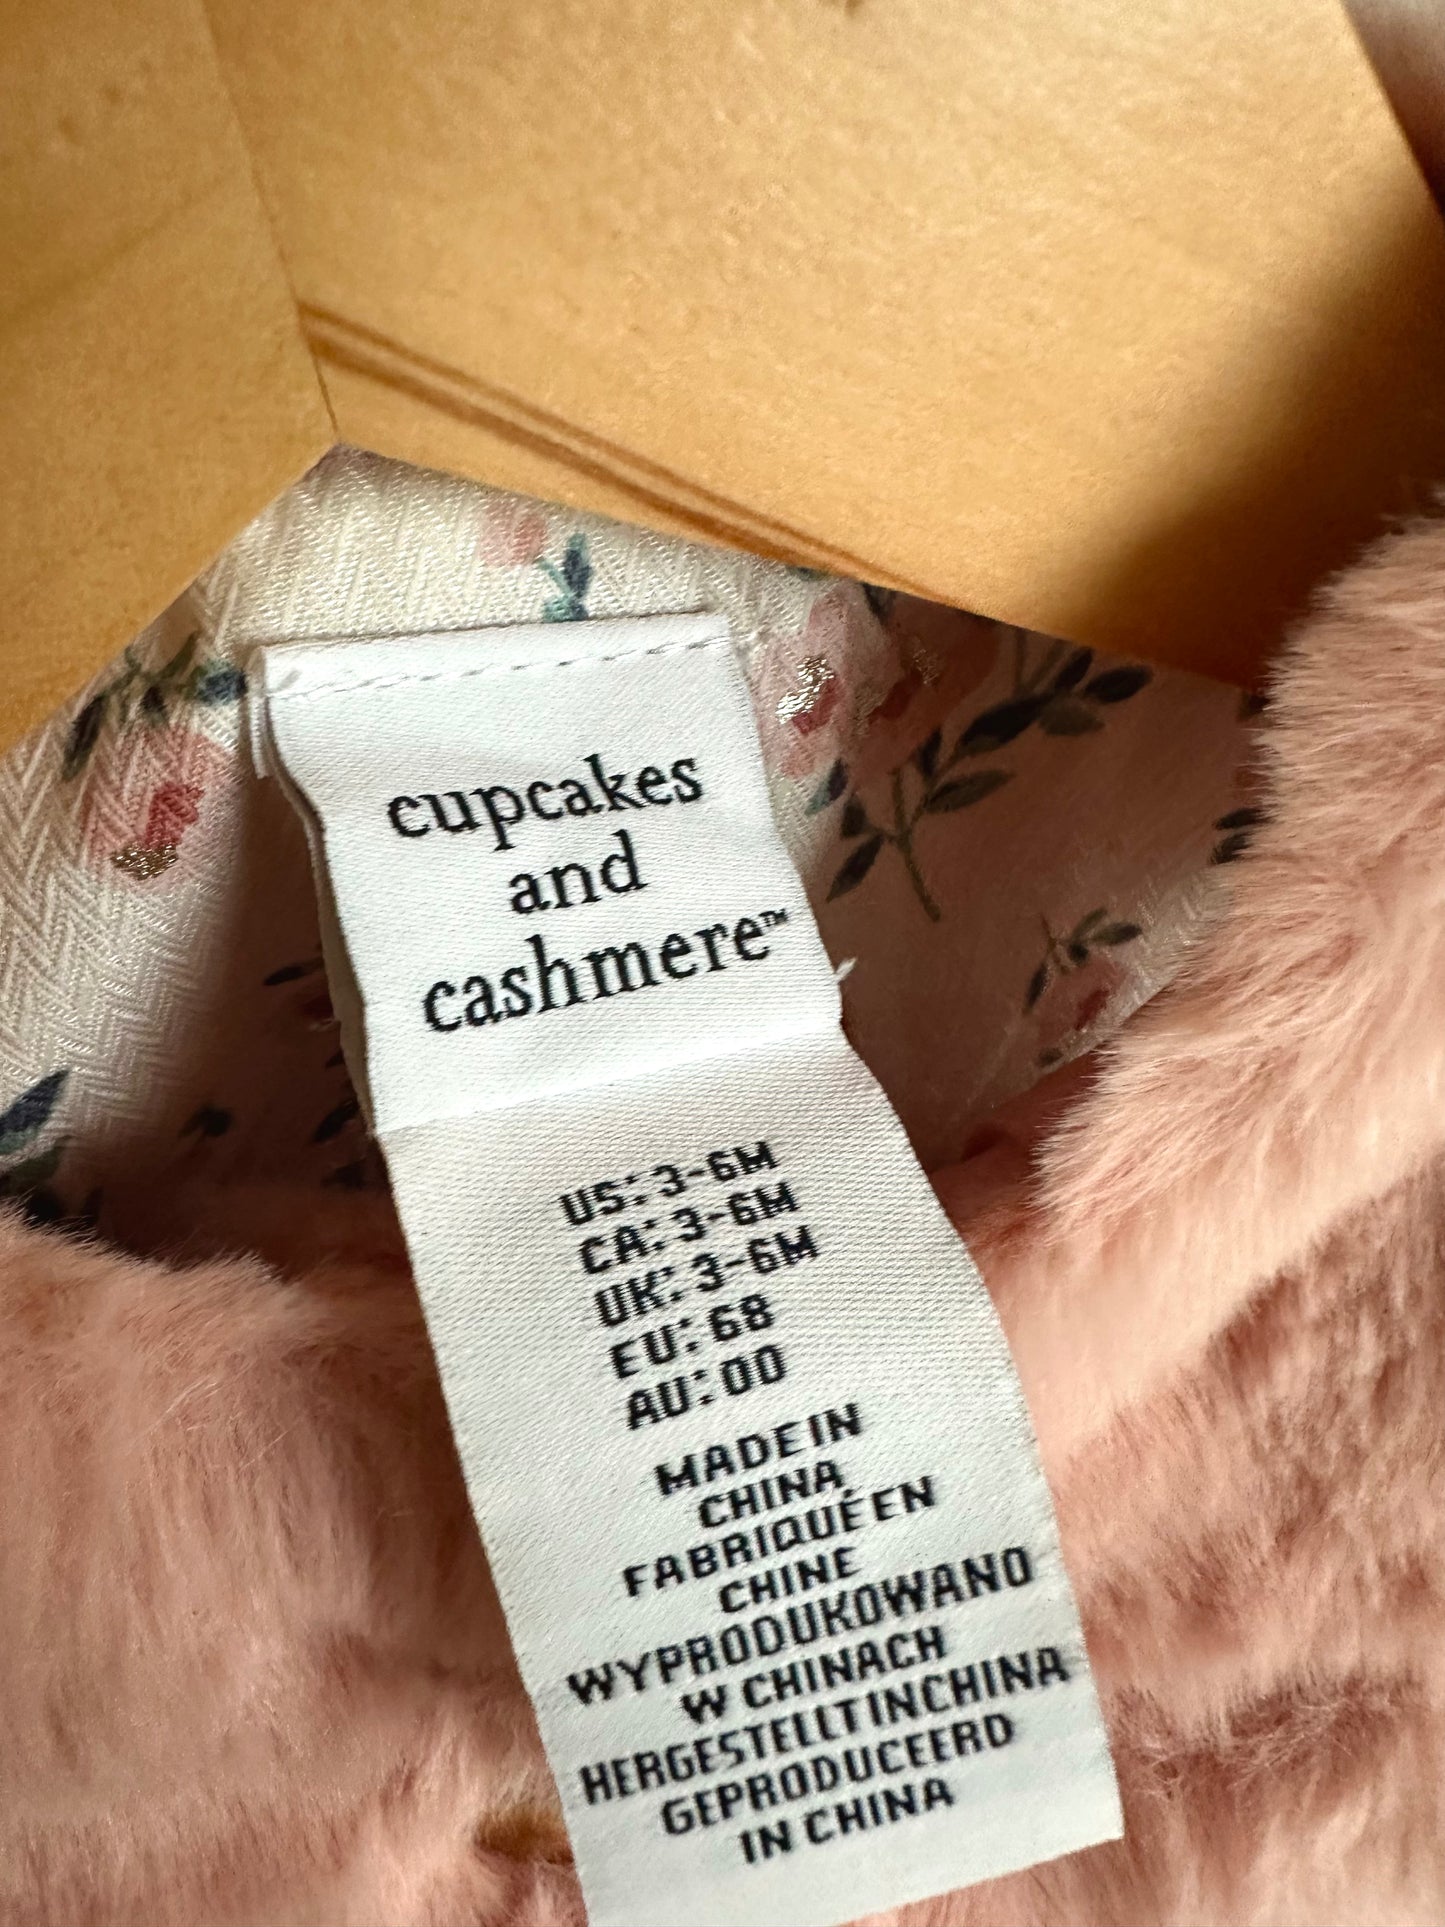 cupcakes
and
cashmere™
US: 3-6M
CA: 3-6M
UK: 3-6M
EU: 68
AU: 00
MADE IN
CHINA
FABRIQUÉ EN
CHINE
WYPRODUKOWANO
W CHINACH
HERGESTELLT IN CHINA
GEPRODUCEERD
IN CHINA